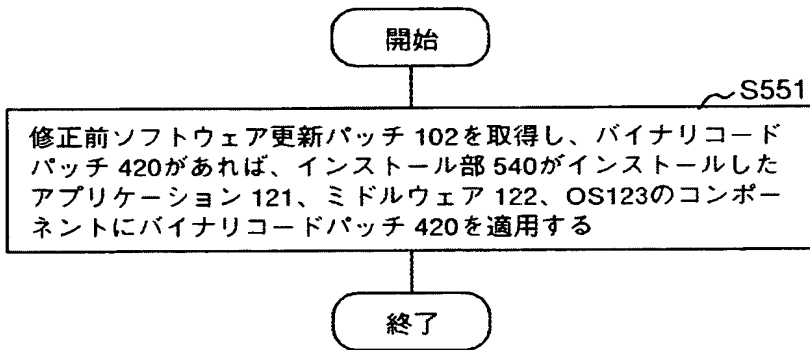 開始
S551
修正前ソフトウェア更新パッチ 102を取得し、バイナリコード
パッチ 420があれば、インストール部 540がインストールした
アプリケーション 121、ミドルウェア 122、OS123のコンポー
ネントにバイナリコードパッチ 420を適用する
終了